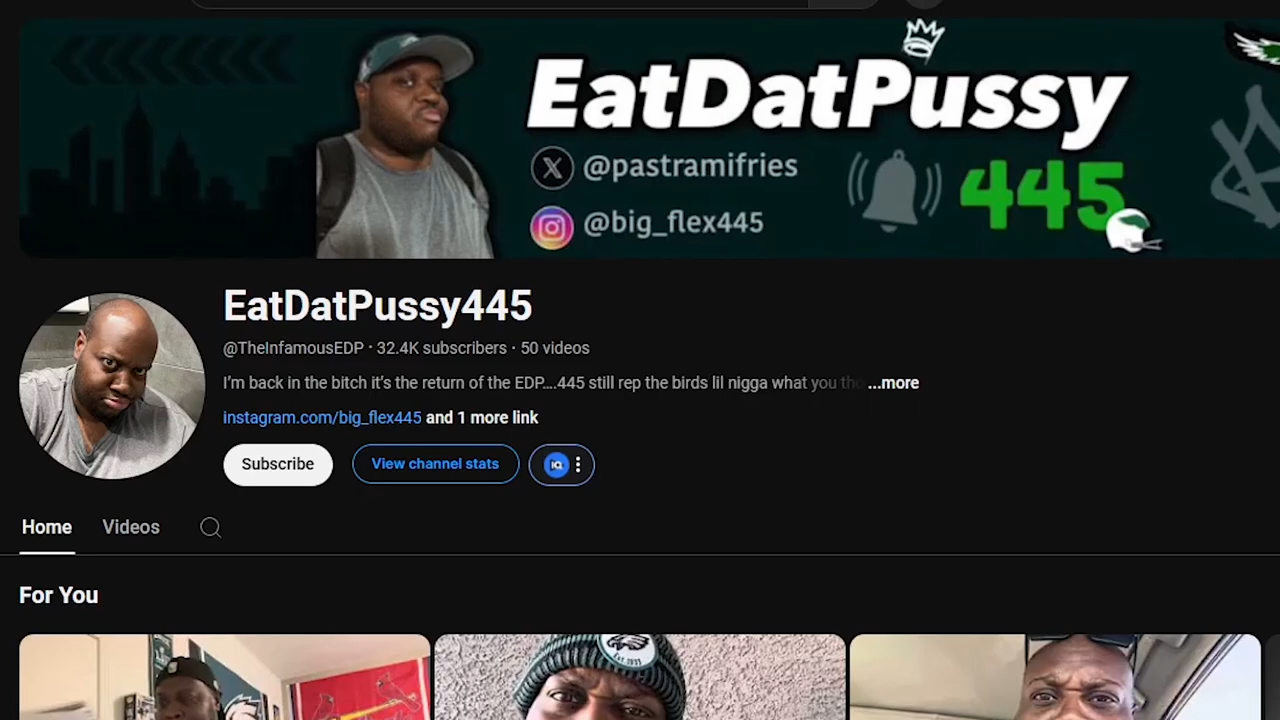 EatDatPussy
@pastramifries
445
@big_flex445
EatDatPussy445
@TheInfamousEDP · 32.4K subscribers · 50 videos
I'm back in the bitch it's the return of the EDP....445 still rep the birds lil nigga what you tho ...more
instagram.com/big_flex445 and 1 more link
Subscribe
View channel stats
IQ
Home
Videos
For You